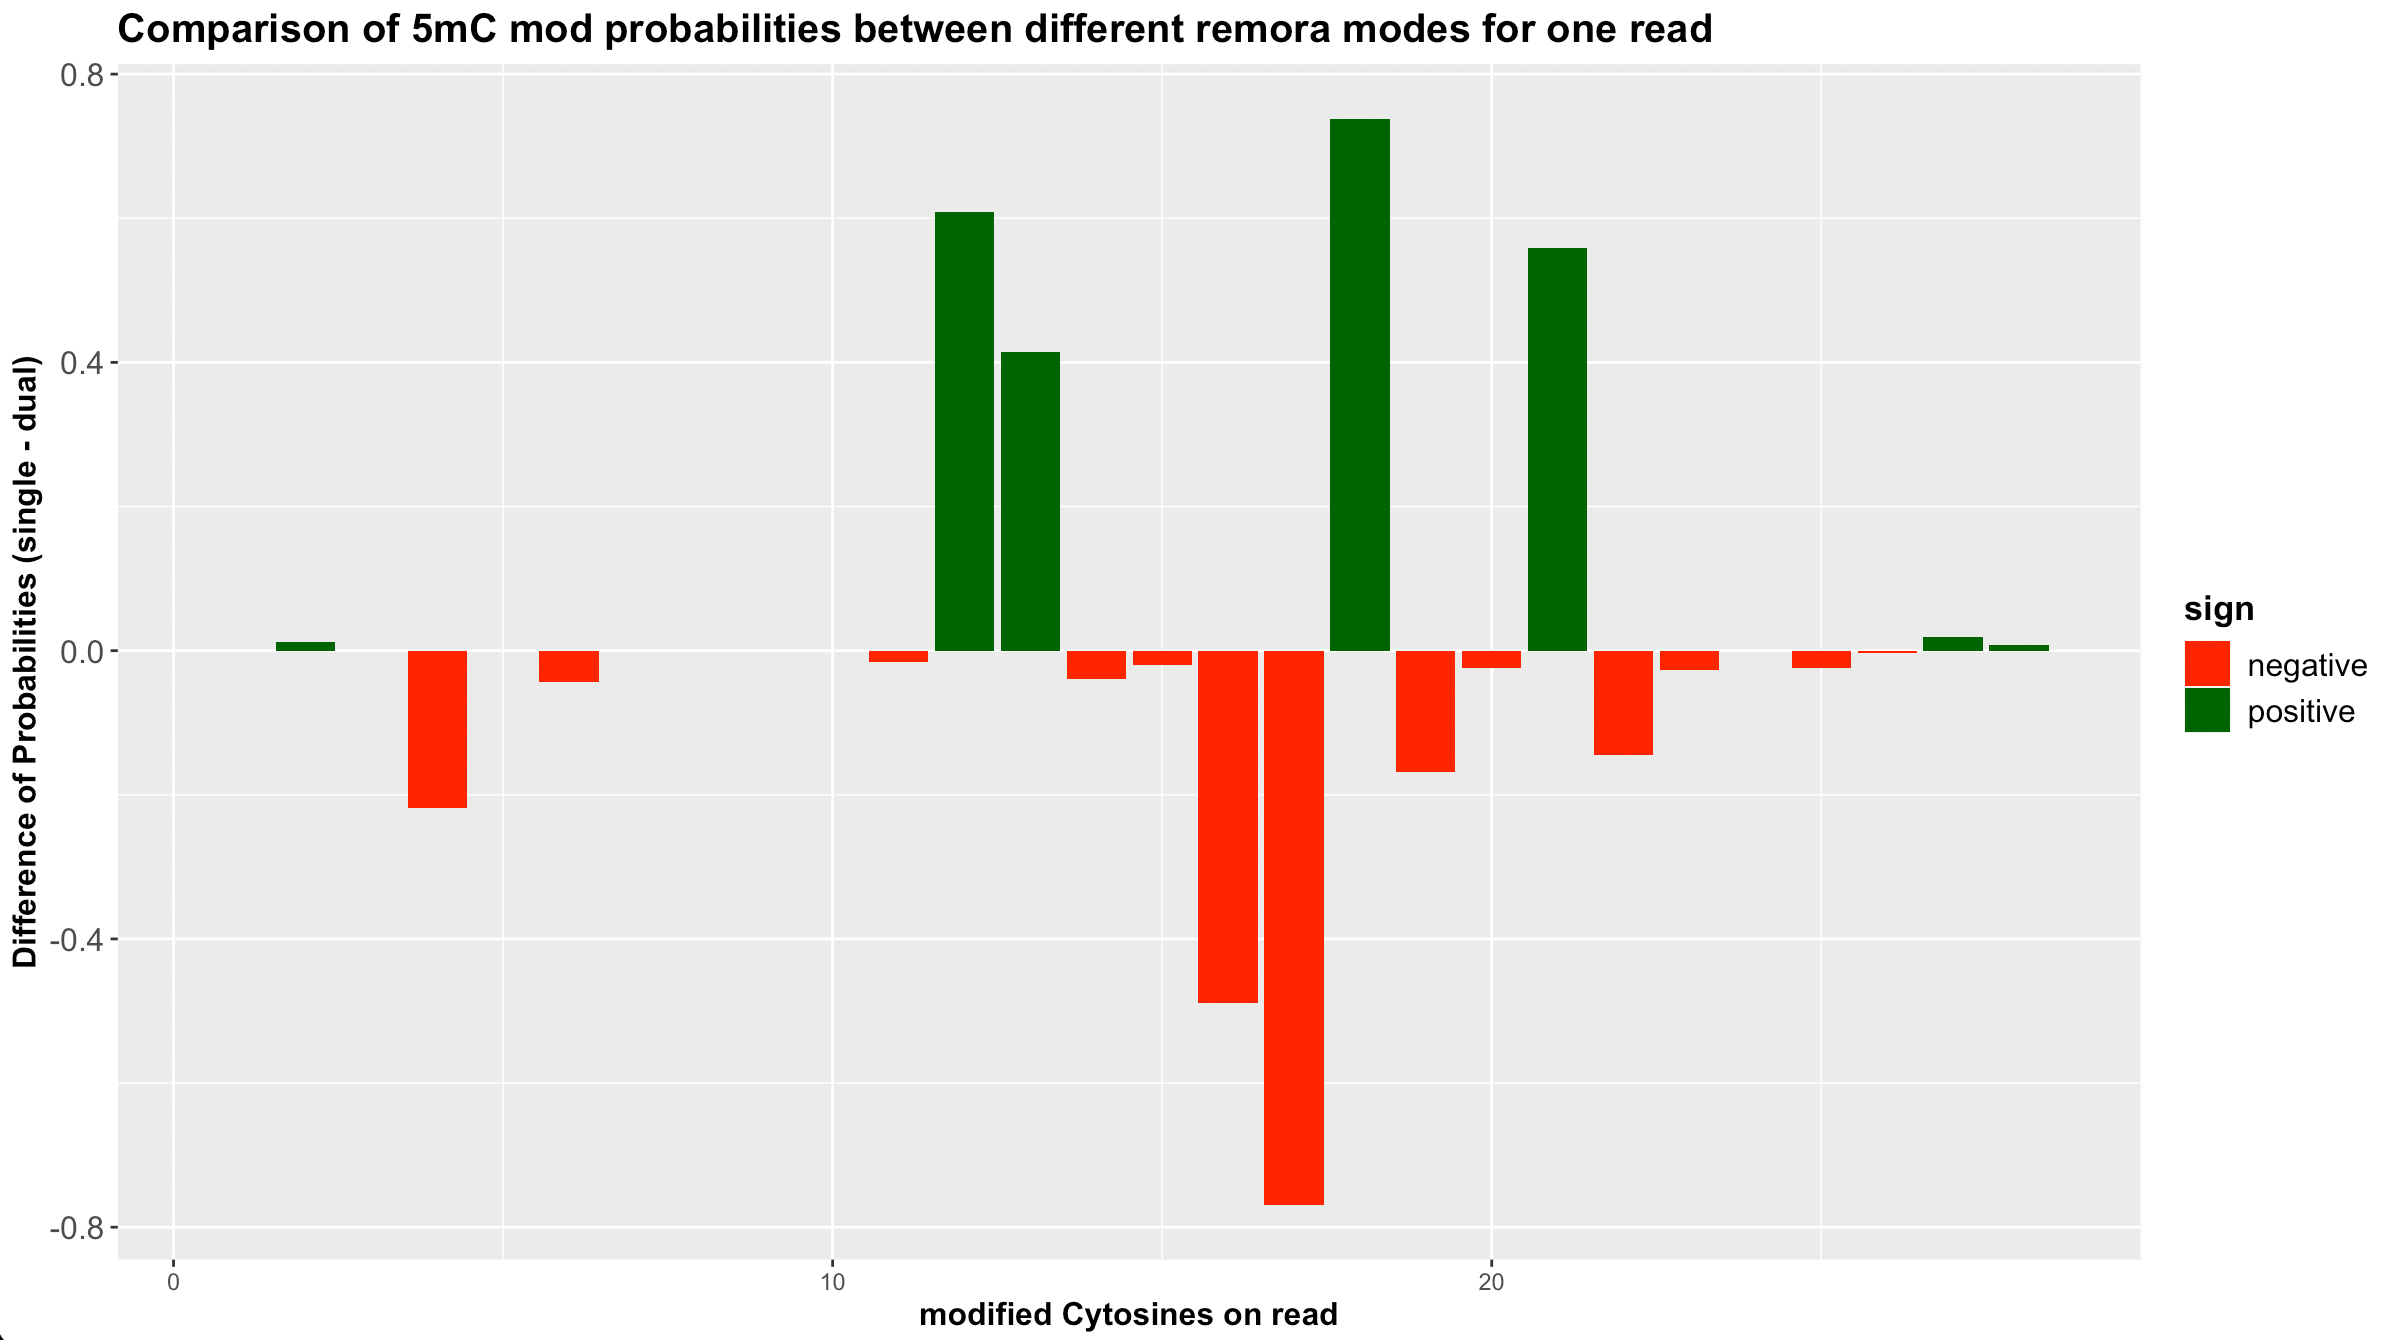 Comparison of 5mC mod probabilities between different remora modes for one read
Difference of Probabilities (single - dual)
0.8
0.4
0.0
-0.4
-0.8
0
10
20
modified Cytosines on read
sign
negative
positive